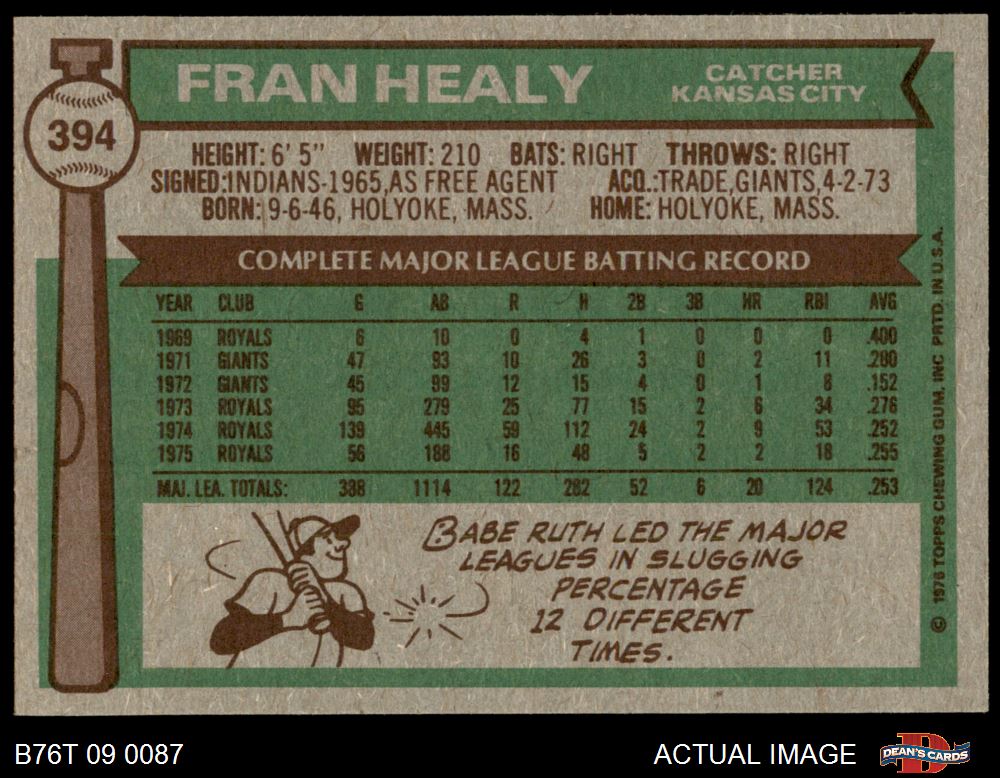 FRAN HEALY
CATCHER
KANSAS CITY
394
HEIGHT: 6' 5" WEIGHT: 210 BATS: RIGHT THROWS: RIGHT
SIGNED: INDIANS-1965, AS FREE AGENT ACQ.: TRADE, GIANTS, 4-2-73
BORN: 9-6-46, HOLYOKE, MASS. HOME: HOLYOKE, MASS.
COMPLETE MAJOR LEAGUE BATTING RECORD
YEAR CLUB G AB R H 2B 3B HR RBI AVG
1969 ROYALS 6 10 0 4 1 0 0 0 .400
1971 GIANTS 47 93 10 26 3 0 2 11 .280
1972 GIANTS 45 99 12 15 4 0 1 8 .152
1973 ROYALS 95 279 25 77 15 2 6 34 .276
1974 ROYALS 139 445 59 112 24 2 9 53 .252
1975 ROYALS 56 188 16 48 5 2 2 18 .255
MAJ. LEA. TOTALS: 388 1114 122 282 52 6 20 124 .253
BABE RUTH LED THE MAJOR
LEAGUES IN SLUGGING
PERCENTAGE
12 DIFFERENT
TIMES.
© 1976 TOPPS CHEWING GUM, INC PRTD. IN U.S.A.
B76T 09 0087
ACTUAL IMAGE
DEAN'S CARDS